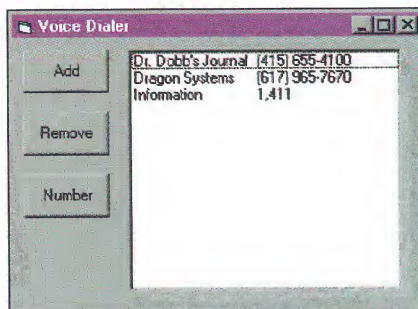 Voice Dialer
Add
Remove
Number
Dr. Dobb's Journal (415) 655-4100
Dragon Systems (617) 965-7670
Information 1,411